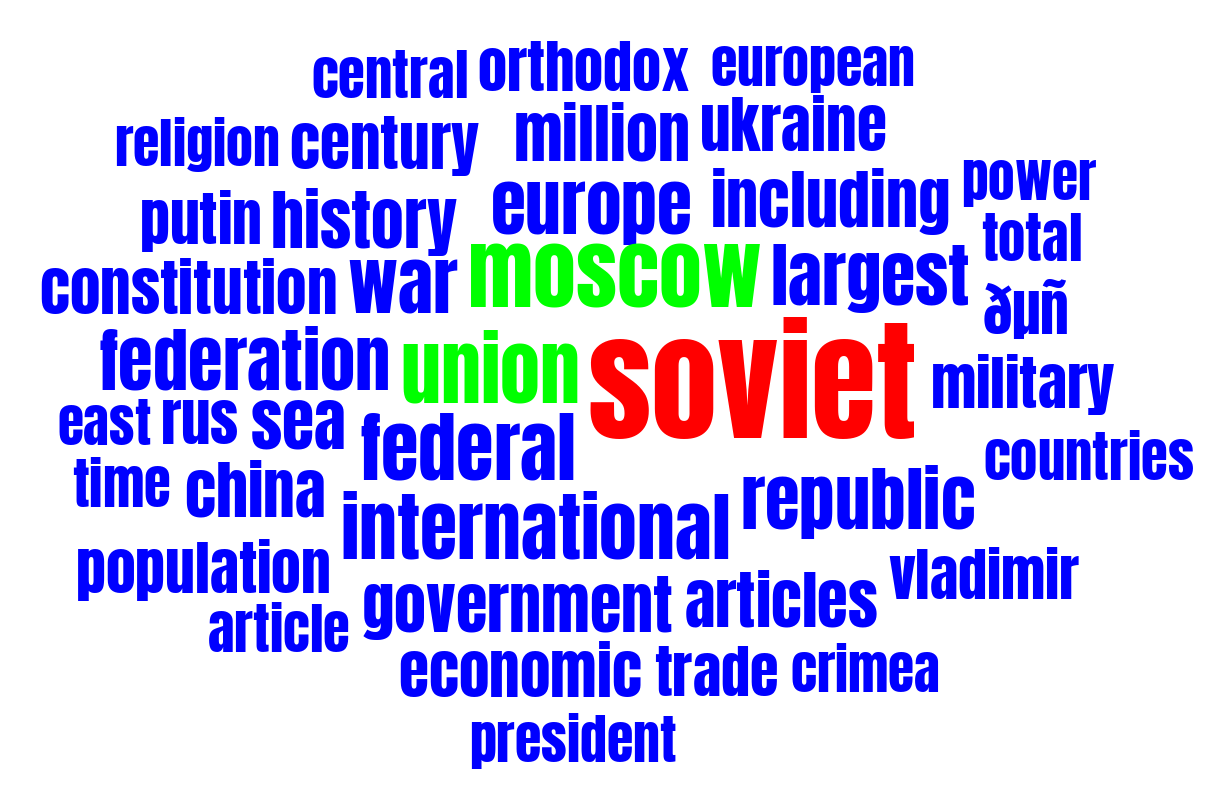 central orthodox european
religion century million ukraine
putin history europe including power
total
constitution war moscow largest
ðµñ
federation union soviet military
east rus sea federal
time china countries
international republic
population government articles vladimir
article
economic trade crimea
president